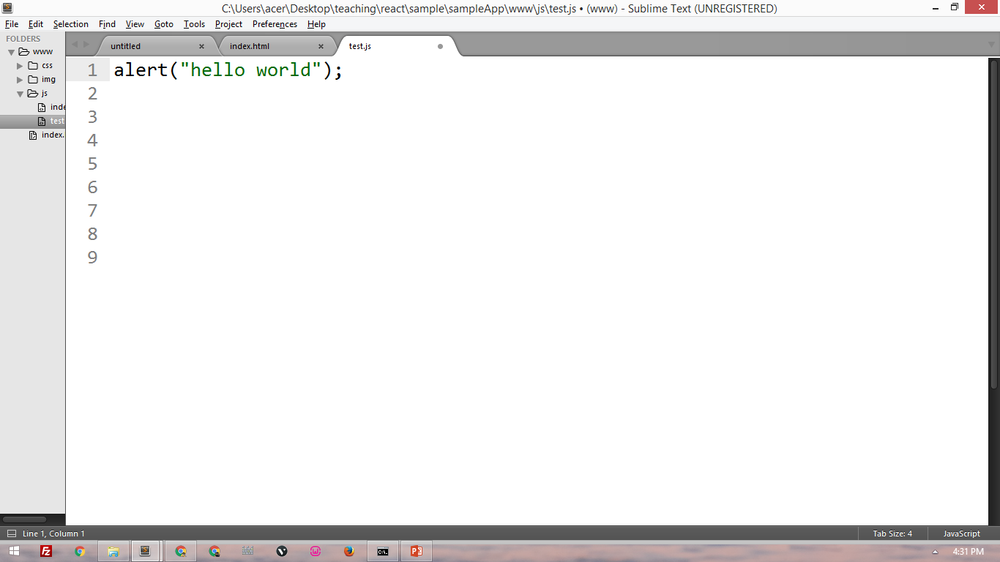 C:\Users\acer\Desktop\teaching\react\sample\sampleApp\www\js\test.js • (www) - Sublime Text (UNREGISTERED)
File Edit Selection Find View Goto Tools Project Preferences Help
FOLDERS
www
css
img
js
inde
test
index.
untitled
index.html
test.js
1 alert("hello world");
2
3
4
5
6
7
8
9
Line 1, Column 1
Tab Size: 4
JavaScript
4:31 PM